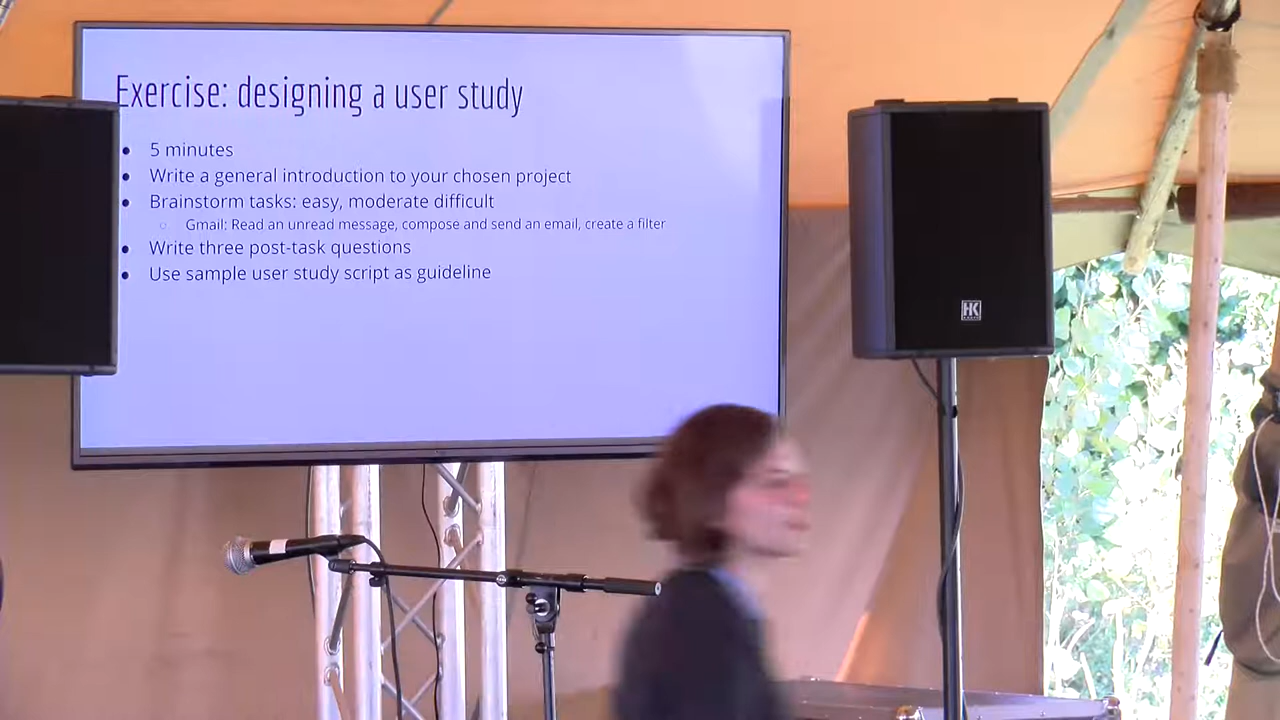 Exercise: designing a user study
5 minutes
Write a general introduction to your chosen project
Brainstorm tasks: easy, moderate difficult
Gmail: Read an unread message, compose and send an email, create a filter
Write three post-task questions
Use sample user study script as guideline
HK